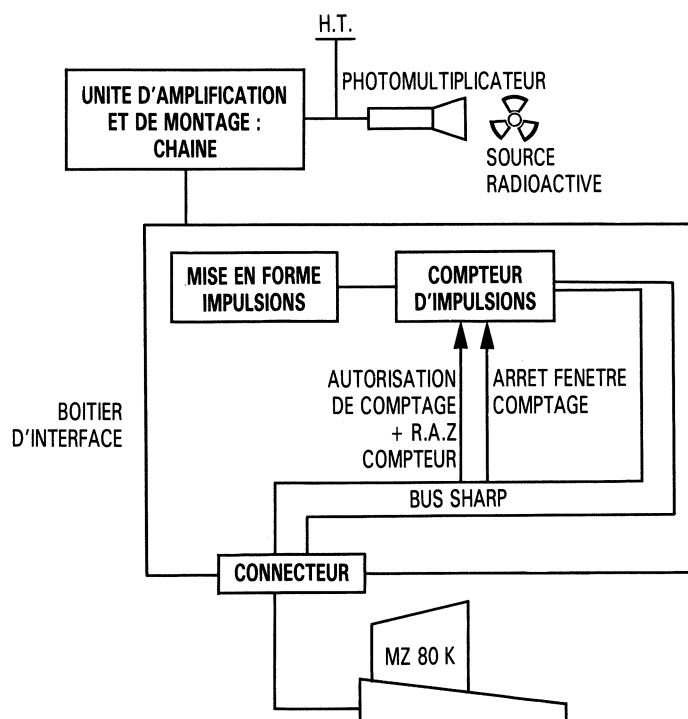 H.T.
PHOTOMULTIPLICATEUR
UNITE D'AMPLIFICATION
ET DE MONTAGE :
CHAINE
SOURCE
RADIOACTIVE
MISE EN FORME
IMPULSIONS
COMPTEUR
D'IMPULSIONS
AUTORISATION
DE COMPTAGE
+ R.A.Z
COMPTEUR
ARRET FENETRE
COMPTAGE
BOITIER
D'INTERFACE
BUS SHARP
CONNECTEUR
MZ 80 K